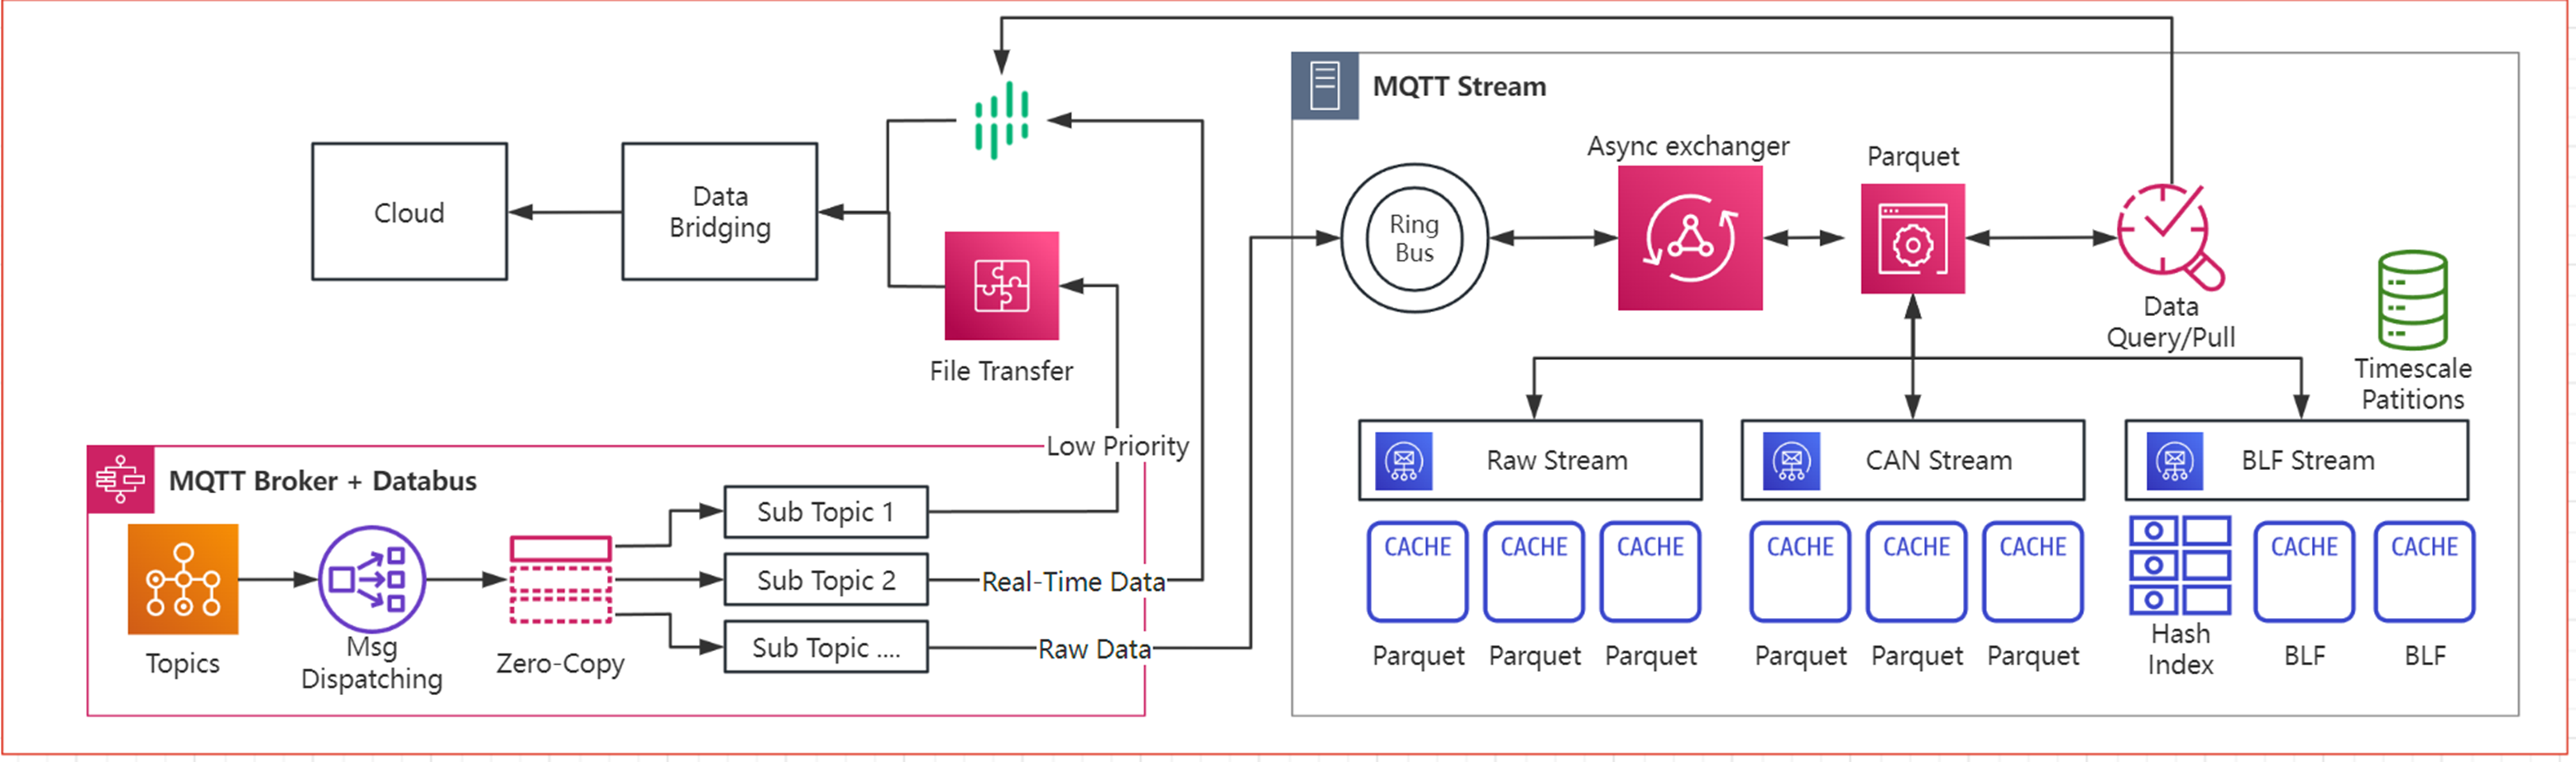 MQTT Stream
Async exchanger
Parquet
Cloud
Data
Bridging
Ring
Bus
File Transfer
Data
Query/Pull
Timescale
Patitions
Low Priority
MQTT Broker + Databus
Raw Stream
CAN Stream
BLF Stream
Sub Topic 1
Sub Topic 2
Sub Topic ....
Real-Time Data
Raw Data
Topics
Msg
Dispatching
Zero-Copy
CACHE
CACHE
CACHE
CACHE
CACHE
CACHE
CACHE
CACHE
Parquet
Parquet
Parquet
Parquet
Parquet
Parquet
Hash
Index
BLF
BLF